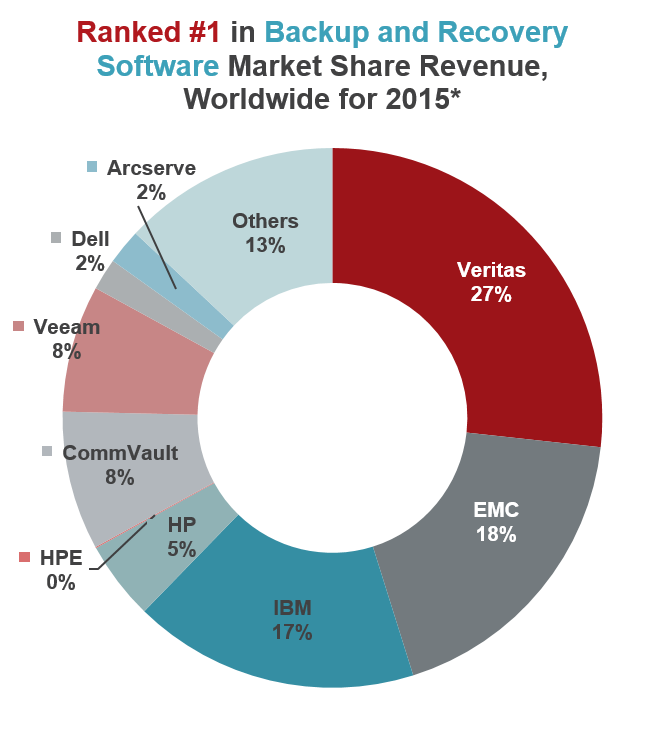 Ranked #1 in Backup and Recovery
Software Market Share Revenue,
Worldwide for 2015*
Arcserve
2%
Others
13%
Dell
2%
Veritas
27%
Veeam
8%
CommVault
8%
EMC
18%
HP
5%
HPE
0%
IBM
17%